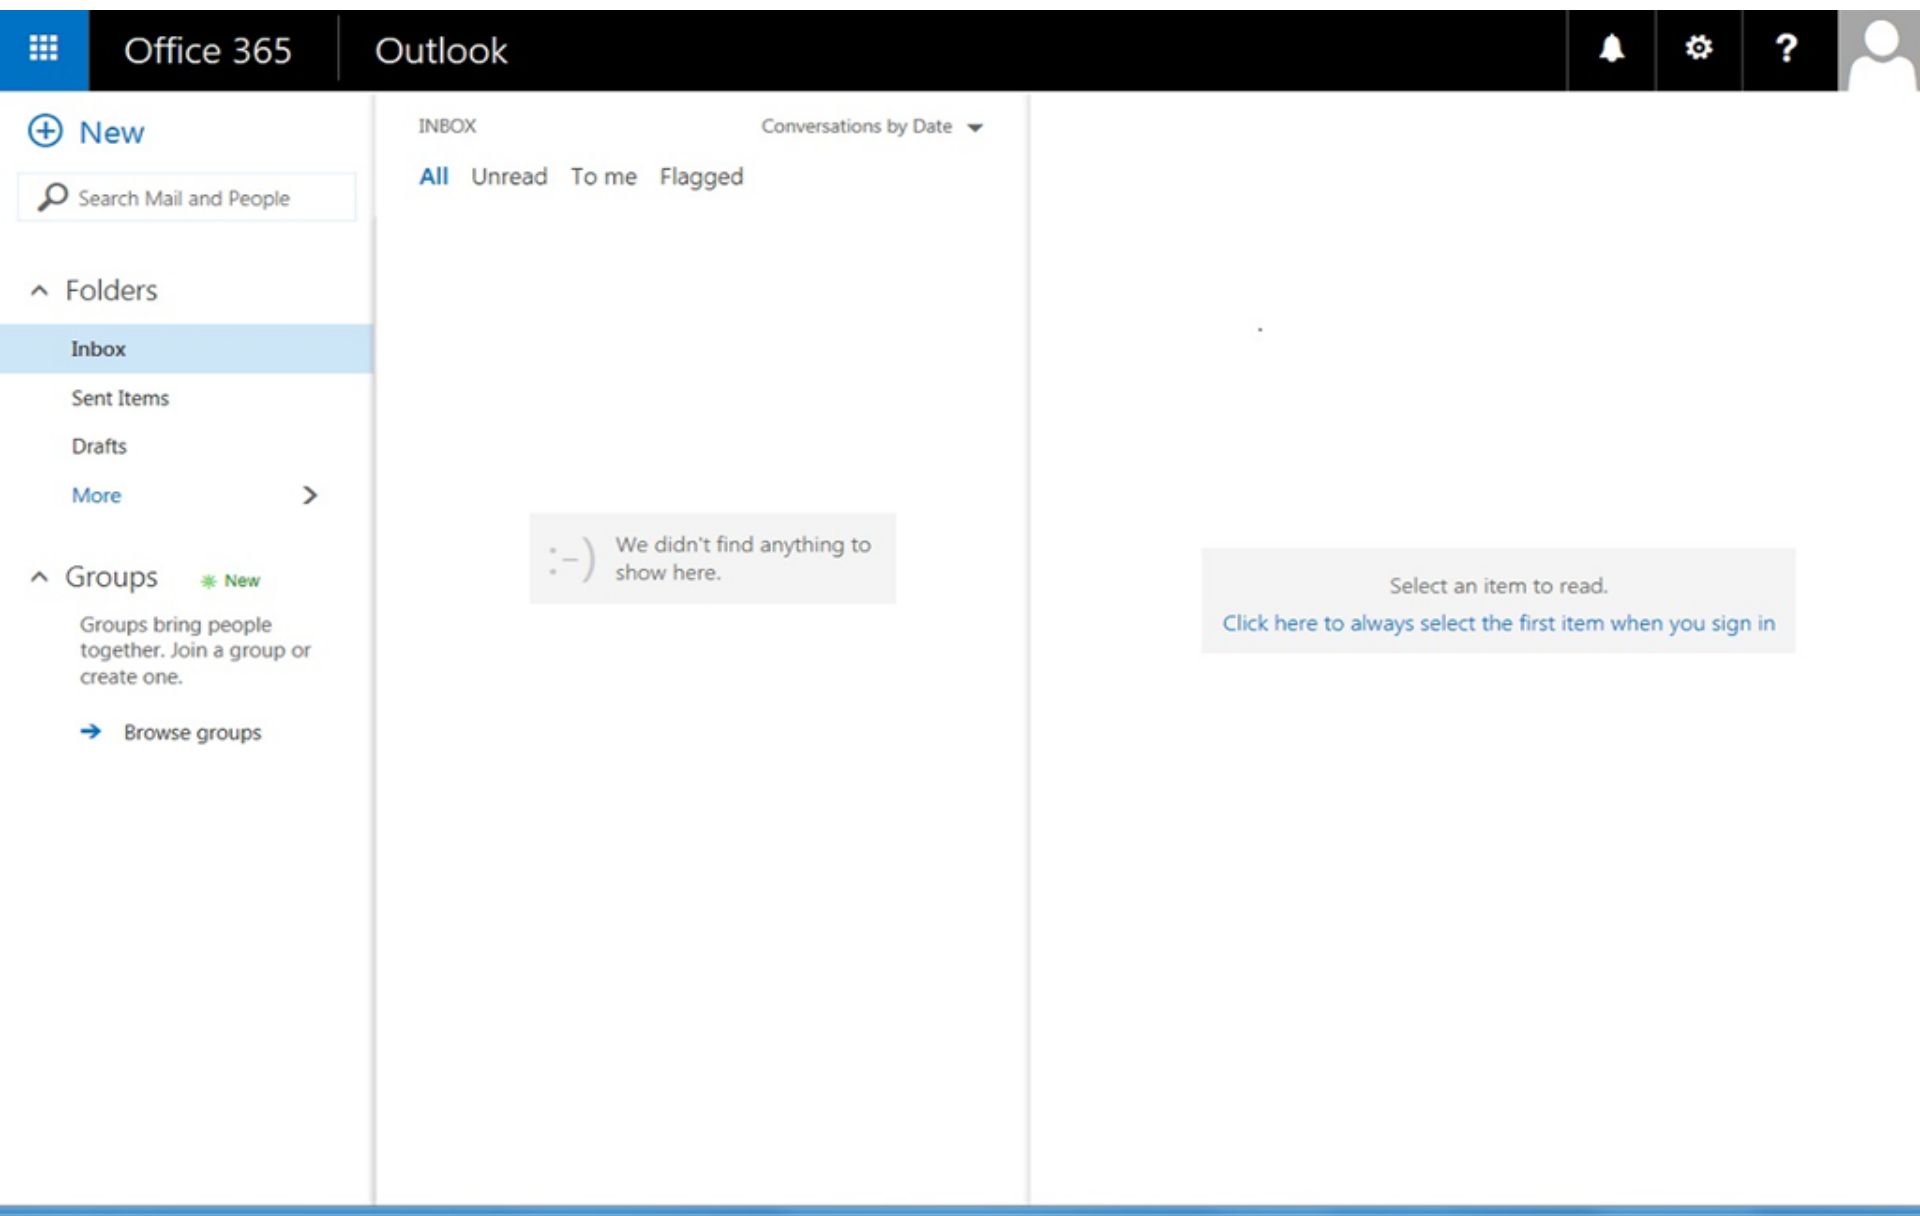 Office 365
Outlook
?
New
Search Mail and People
Folders
Inbox
Sent Items
Drafts
More
Groups
New
Groups bring people
together. Join a group or
create one.
Browse groups
INBOX
Conversations by Date
All Unread To me Flagged
:-)
We didn't find anything to
show here.
Select an item to read.
Click here to always select the first item when you sign in